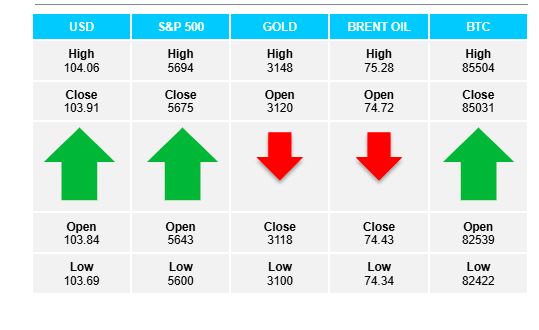 USD S&P 500 GOLD BRENT OIL BTC
High High High High High
104.06 5694 3148 75.28 85504
Close Close Open Open Close
103.91 5675 3120 74.72 85031
Open Open Close Close Open
103.84 5643 3118 74.43 82539
Low Low Low Low Low
103.69 5600 3100 74.34 82422